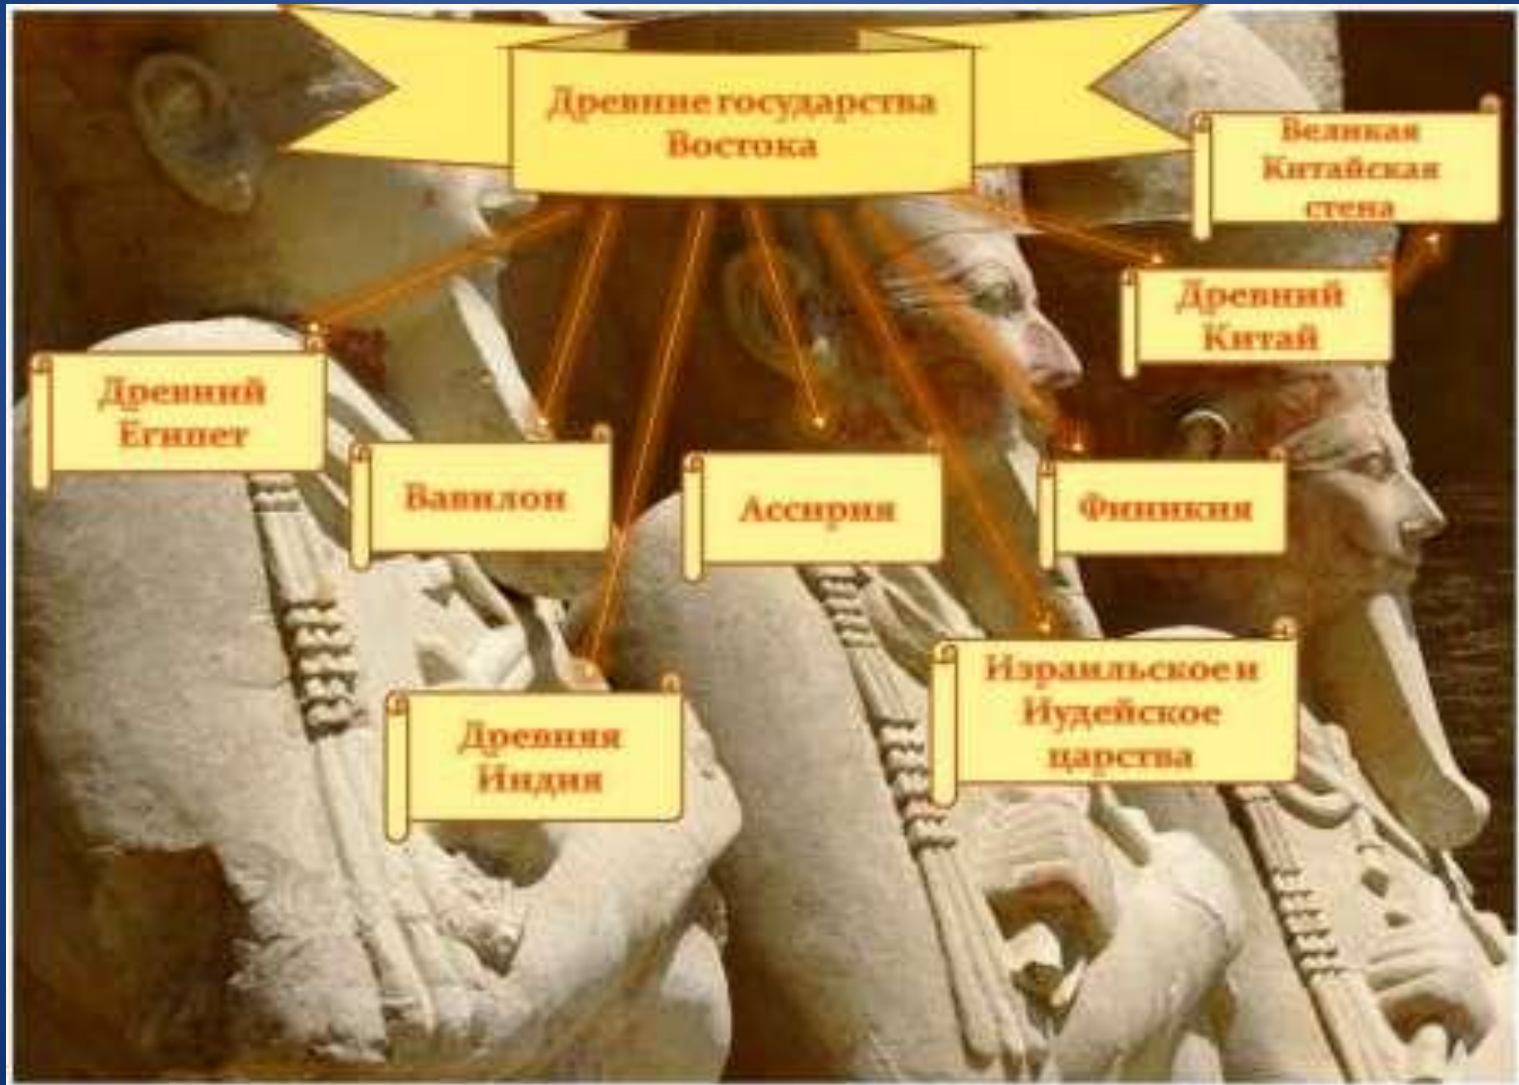 Древние государства
Востока
Великая
Китайская
стена
Древний
Китай
Древний
Египет
Вавилон
Ассирия
Финикия
Древняя
Индия
Израильское и
Иудейское
царства